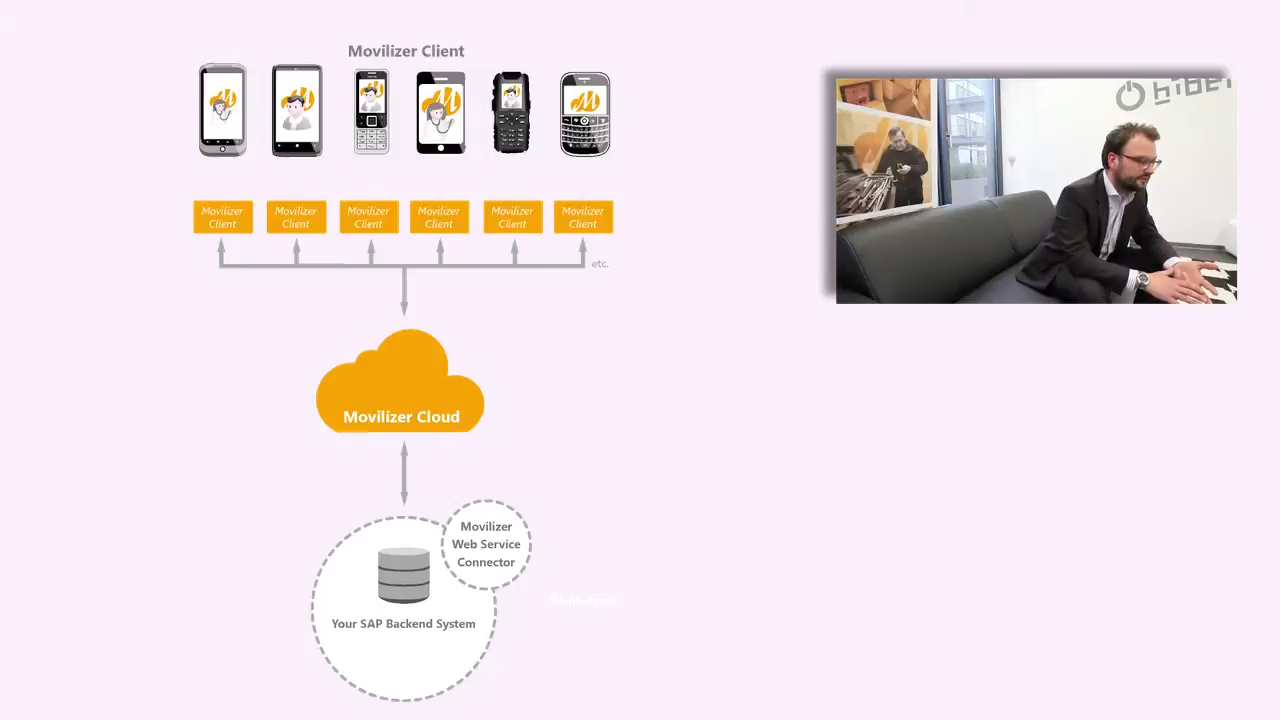 Movilizer Client
Movilizer
Client
Movilizer
Client
Movilizer
Client
Movilizer
Client
Movilizer
Client
Movilizer
Client
etc.
Movilizer Cloud
Movilizer
Web Service
Connector
Your SAP Backend System